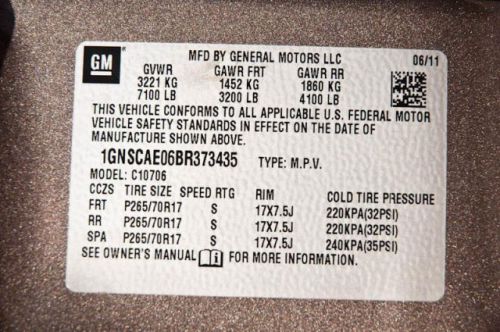 GM
MFD BY GENERAL MOTORS LLC 06/11
GVWR GAWR FRT GAWR RR
3221 KG 1452 KG 1860 KG
7100 LB 3200 LB 4100 LB
THIS VEHICLE CONFORMS TO ALL APPLICABLE U.S. FEDERAL MOTOR
VEHICLE SAFETY STANDARDS IN EFFECT ON THE DATE OF
MANUFACTURE SHOWN ABOVE.
1GNSCAE06BR373435 TYPE: M.P.V.
MODEL: C10706
CCZS TIRE SIZE SPEED RTG RIM COLD TIRE PRESSURE
FRT P265/70R17 S 17X7.5J 220KPA(32PSI)
RR P265/70R17 S 17X7.5J 220KPA(32PSI)
SPA P265/70R17 S 17X7.5J 240KPA(35PSI)
SEE OWNER'S MANUAL FOR MORE INFORMATION.